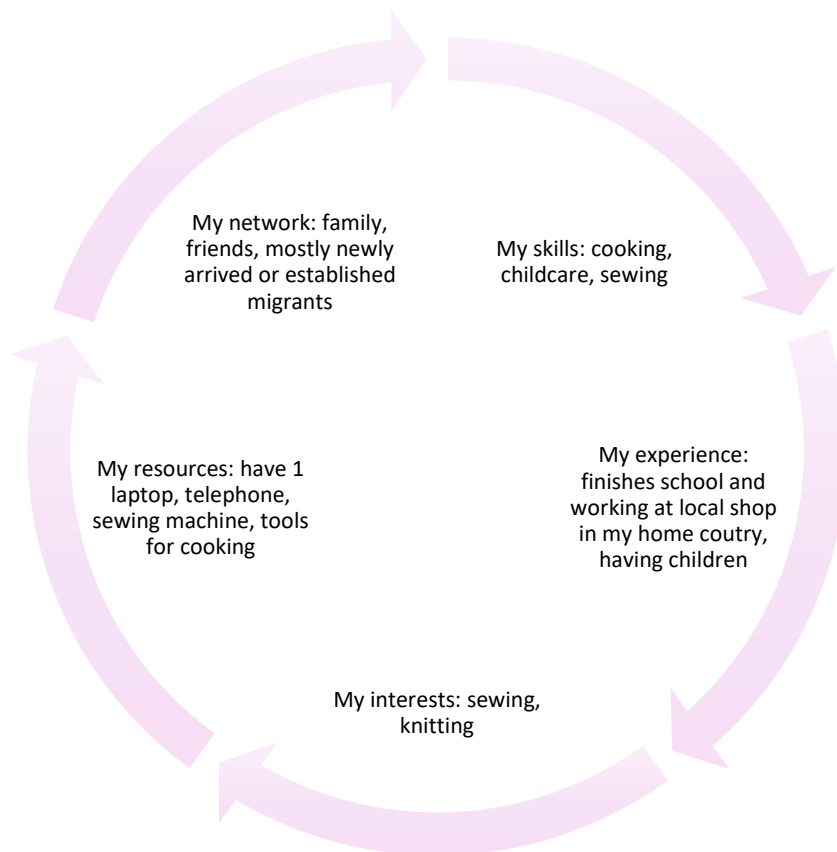 My network: family,
friends, mostly newly
arrived or established
migrants
My skills: cooking,
childcare, sewing
My experience:
finishes school and
working at local shop
in my home coutry,
having children
My interests: sewing,
knitting
My resources: have 1
laptop, telephone,
sewing machine, tools
for cooking